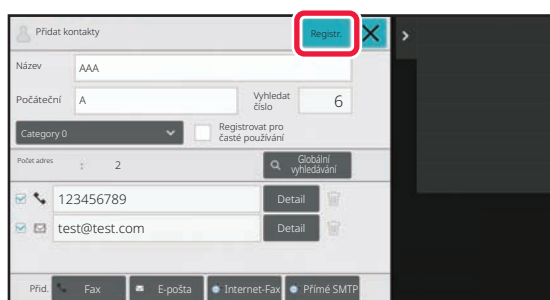 Přidat kontakty
Registr.
Název
AAA
Počáteční
A
Vyhledat
číslo
6
Category 0
Registrovat pro
časté používání
Počet adres : 2
Globální
vyhledávání
123456789
Detail
test@test.com
Detail
Přid.
Fax
E-pošta
Internet-Fax
Přímé SMTP